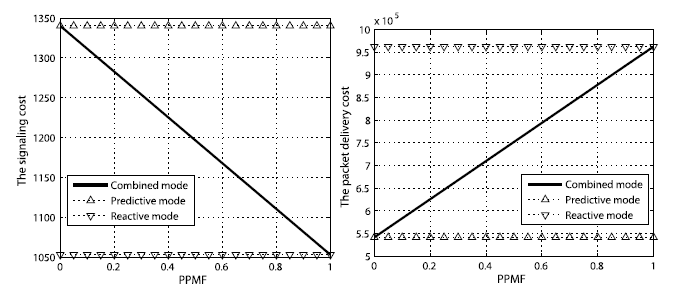 1350
1300
1250
1200
1150
1100
1050
The signaling cost
0
0.2
0.4
0.6
0.8
1
PPMF
Combined mode
Predictive mode
Reactive mode
x 10^5
10
9.5
9
8.5
8
7.5
7
6.5
6
5.5
5
The packet delivery cost
0
0.2
0.4
0.6
0.8
1
PPMF
Combined mode
Predictive mode
Reactive mode